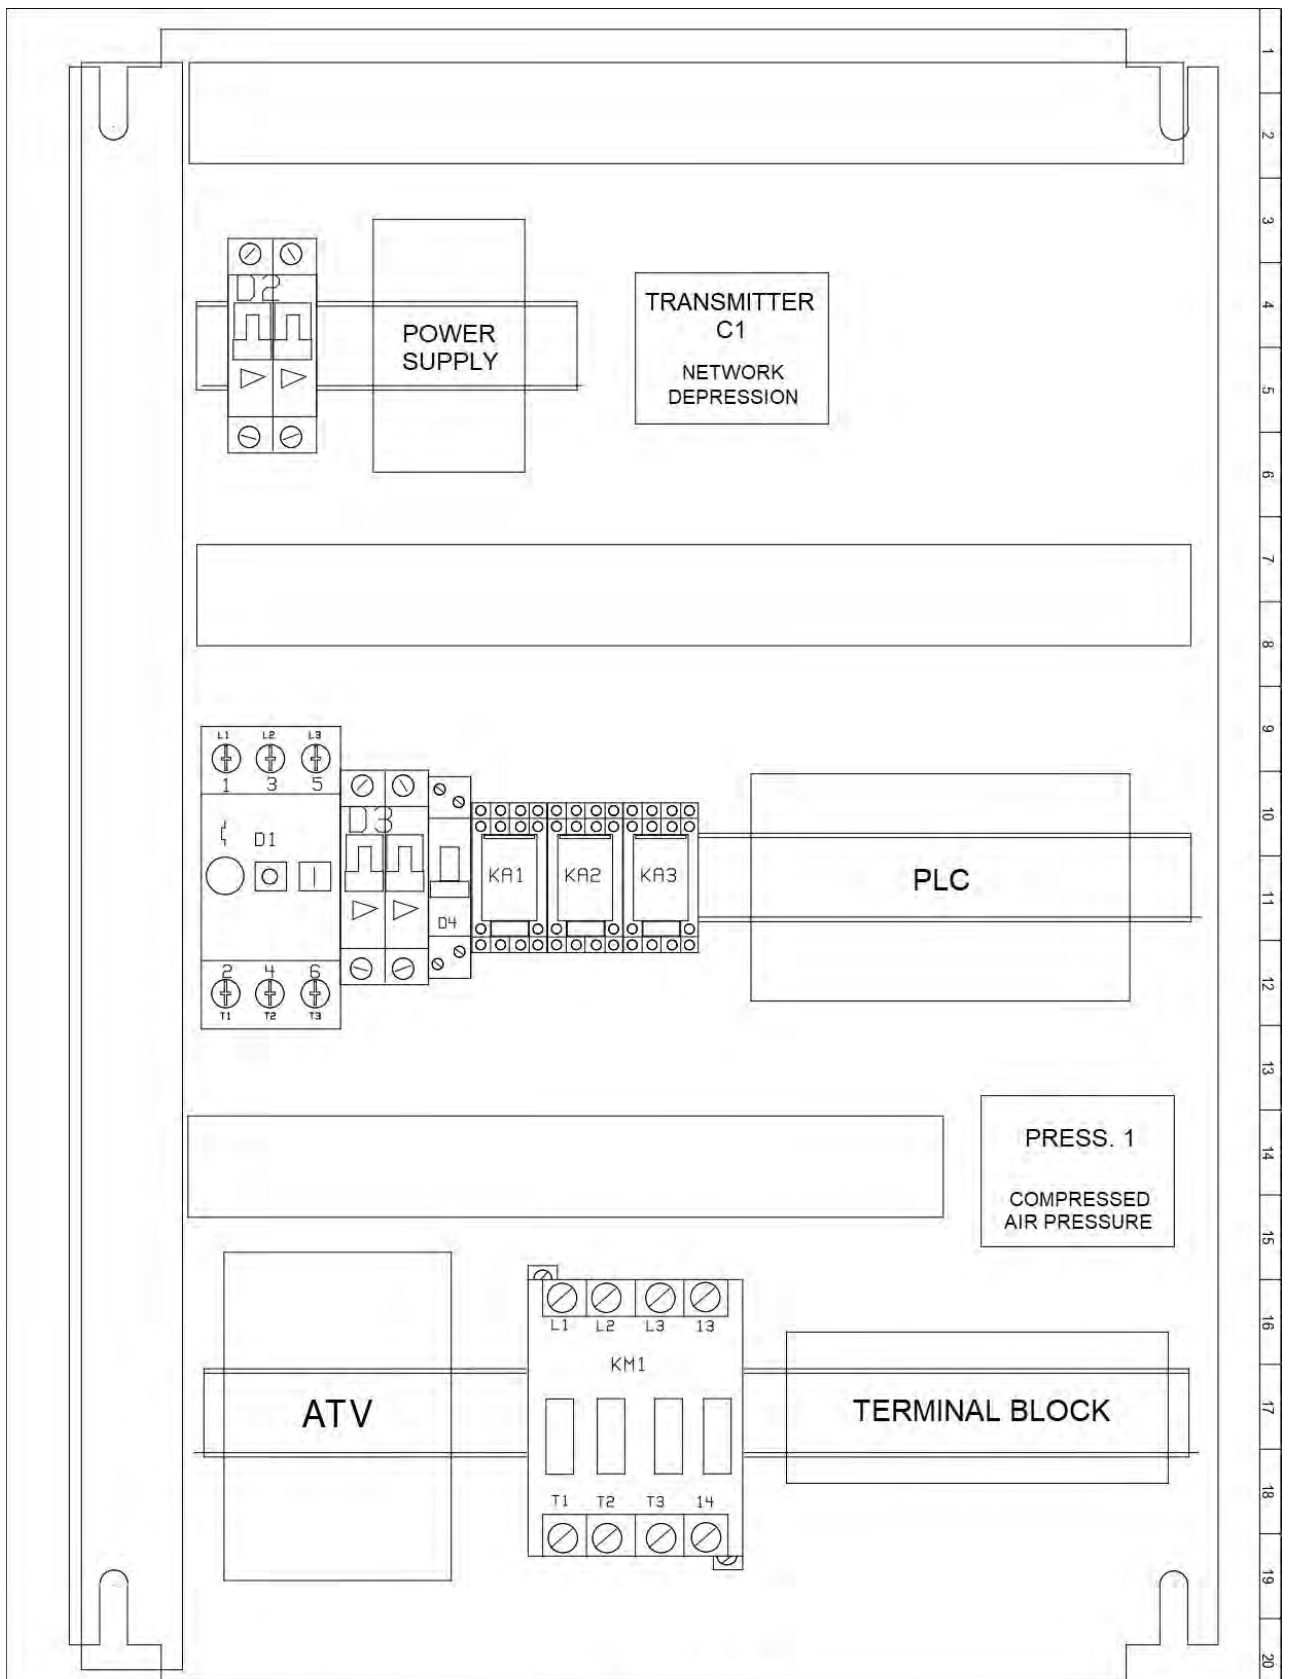 1
2
3
D2
4
TRANSMITTER
C1
POWER
SUPPLY
NETWORK
DEPRESSION
5
6
7
8
9
L1 L2 L3
1 3 5
D3
10
D1
KA1 KA2 KA3
PLC
11
D4
2 4 6
12
T1 T2 T3
13
PRESS. 1
14
COMPRESSED
AIR PRESSURE
15
L1 L2 L3 13
16
KM1
ATV
TERMINAL BLOCK
17
T1 T2 T3 14
18
19
20